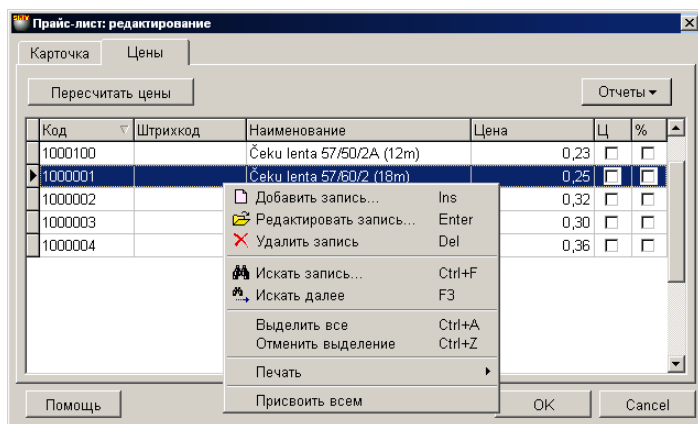 Прайс-лист: редактирование
Карточка Цены
Пересчитать цены Отчеты
Код Штрихкод Наименование Цена Ц %
1000100 Čeku lenta 57/50/2A (12m) 0,23
1000001 Čeku lenta 57/60/2 (18m) 0,25
1000002 0,32
1000003 0,30
1000004 0,36
Добавить запись... Ins
Редактировать запись... Enter
Удалить запись Del
Искать запись... Ctrl+F
Искать далее F3
Выделить все Ctrl+A
Отменить выделение Ctrl+Z
Печать
Присвоить всем
Помощь OK Cancel